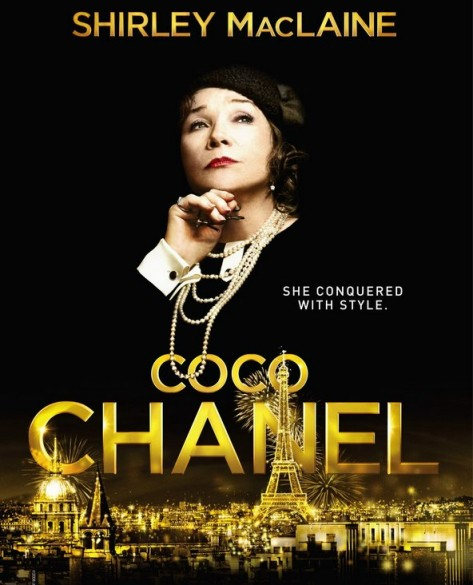 SHIRLEY MACLAINE
SHE CONQUERED
WITH STYLE.
COCO
CHANEL